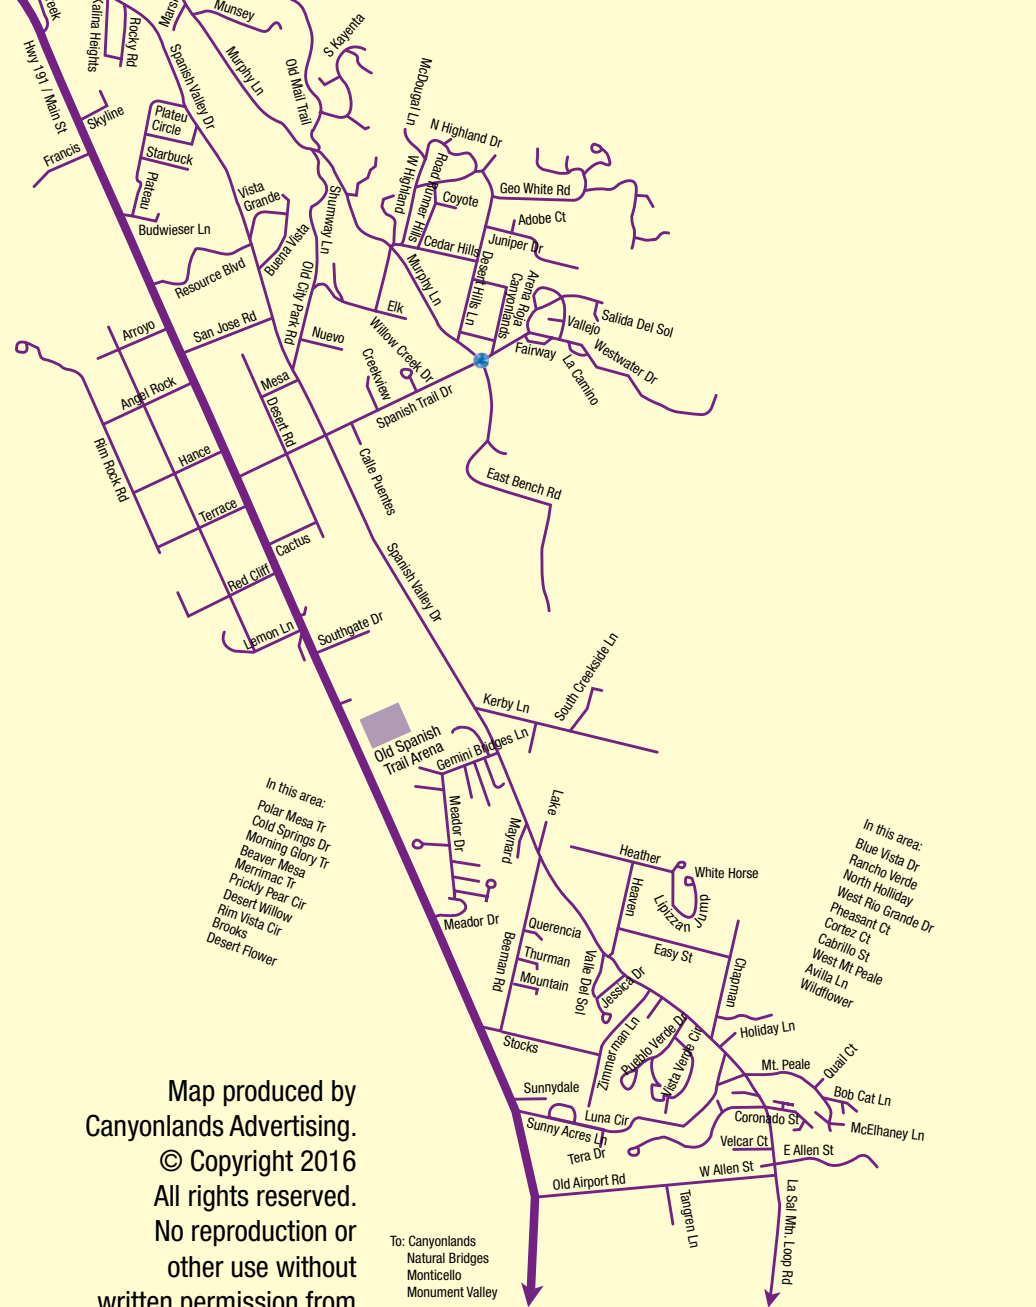 Creek
Kalina Heights
Rocky Rd
Munsey
Hwy 191 / Main St
Spanish Valley Dr
Murphy Ln
Old Mail Trail
S Kayenta
McDougal Ln
N Highland Dr
Skyline
Plateu
Circle
Francis
Starbuck
Plateau
Vista
Grande
Shumway Ln
W Highland
Road Runner Hills
Coyote
Geo White Rd
Adobe Ct
Budwieser Ln
Buena Vista
Cedar Hills
Juniper Dr
Resource Blvd
Old City Park Rd
Murphy Ln
Desert Hills Ln
Canyonlands
Arena Roja
Elk
Salida Del Sol
Vallejo
Arroyo
San Jose Rd
Nuevo
Willow Creek Dr
Fairway
La Camino
Westwater Dr
Creekview
Angel Rock
Mesa
Desert Rd
Spanish Trail Dr
Rim Rock Rd
Hance
Calle Puentes
East Bench Rd
Terrace
Cactus
Spanish Valley Dr
Red Cliff
Lemon Ln
Southgate Dr
Kerby Ln
South Creekside Ln
Old Spanish
Trail Arena
Gemini Bridges Ln
In this area:
Polar Mesa Tr
Cold Springs Dr
Morning Glory Tr
Beaver Mesa
Merrimac Tr
Prickly Pear Cir
Desert Willow
Rim Vista Cir
Brooks
Desert Flower
Meador Dr
Maynard
Lake
Heather
White Horse
Heaven
Lipizzan
Jump
In this area:
Blue Vista Dr
Rancho Verde
North Holliday
West Rio Grande Dr
Pheasant Ct
Cortez Ct
Cabrillo St
West Mt Peale
Avilla Ln
Wildflower
Meador Dr
Querencia
Beeman Rd
Thurman
Mountain
Valle Del Sol
Jessica Dr
Easy St
Chapman
Stocks
Zimmerman Ln
Pueblo Verde Dr
Vista Verde Cir
Holiday Ln
Mt. Peale
Quail Ct
Bob Cat Ln
Sunnydale
Luna Cir
Coronado St
McElhaney Ln
Sunny Acres Ln
Tera Dr
Velcar Ct
E Allen St
W Allen St
Old Airport Rd
Tangren Ln
La Sal Mtn. Loop Rd
Map produced by
Canyonlands Advertising.
© Copyright 2016
All rights reserved.
No reproduction or
other use without
written permission from
To: Canyonlands
Natural Bridges
Monticello
Monument Valley